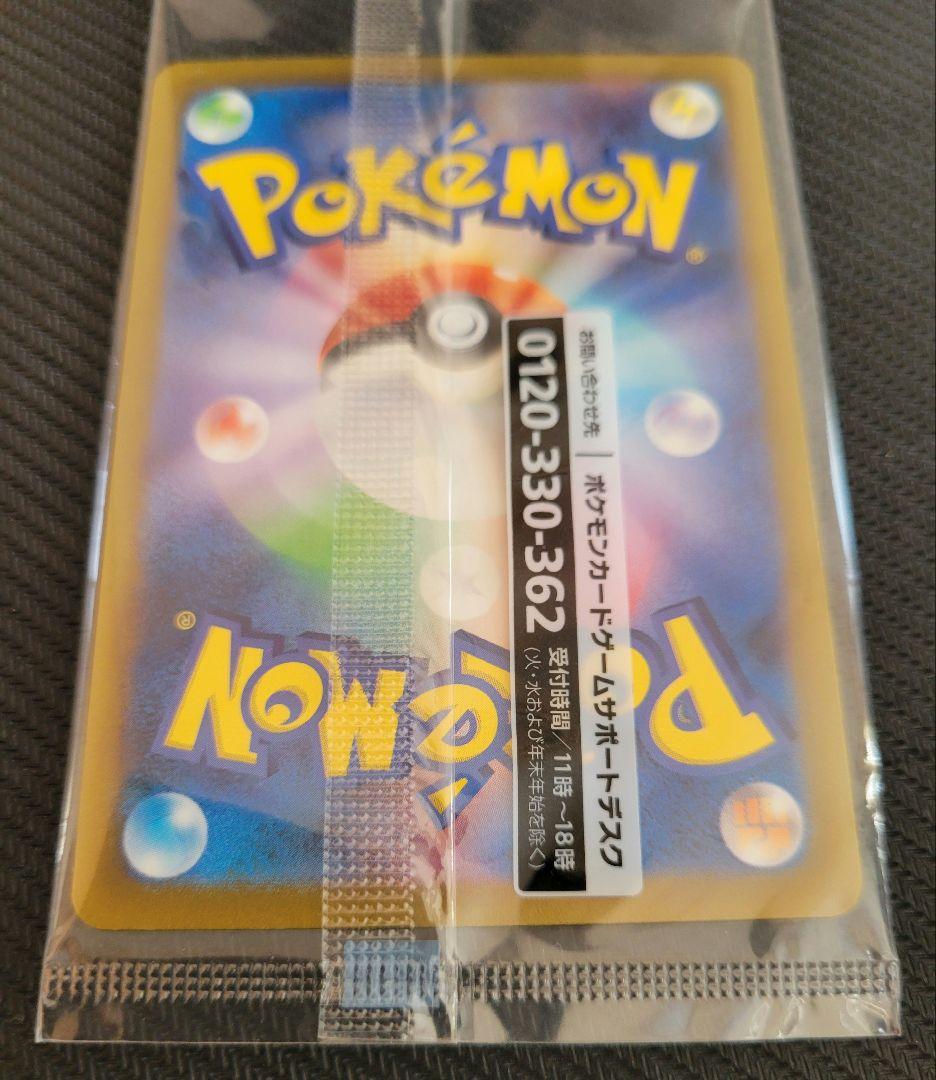 POKéMON
®
お問い合わせ先 | ポケモンカードゲームサポートデスク
0120-330-362 受付時間/11時~18時
(火・水および年末年始を除く)
POKéMON
®